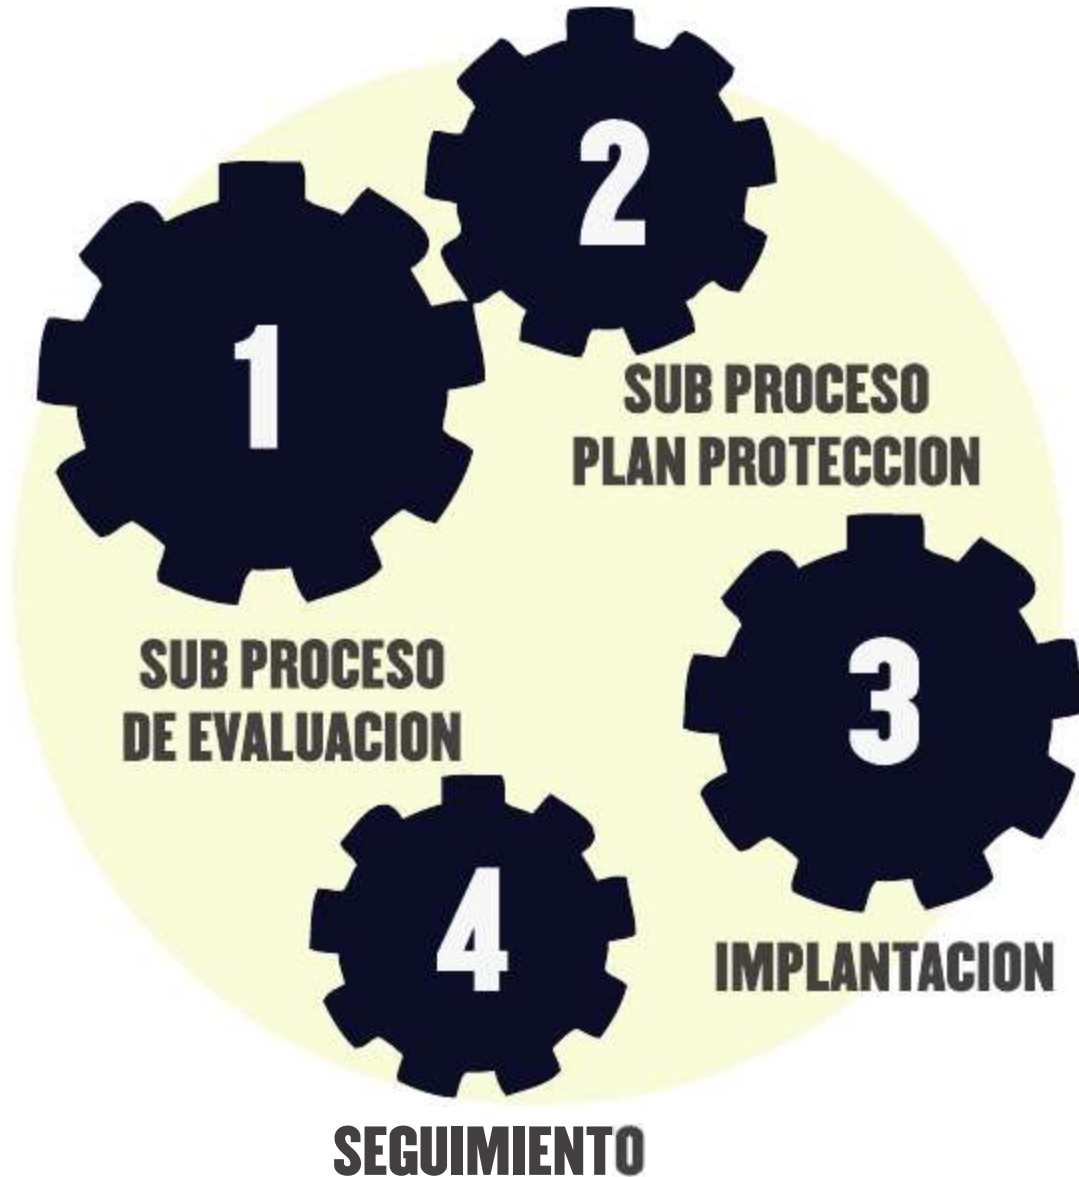 1
SUB PROCESO
DE EVALUACION
2
SUB PROCESO
PLAN PROTECCION
3
IMPLANTACION
4
SEGUIMIENTO